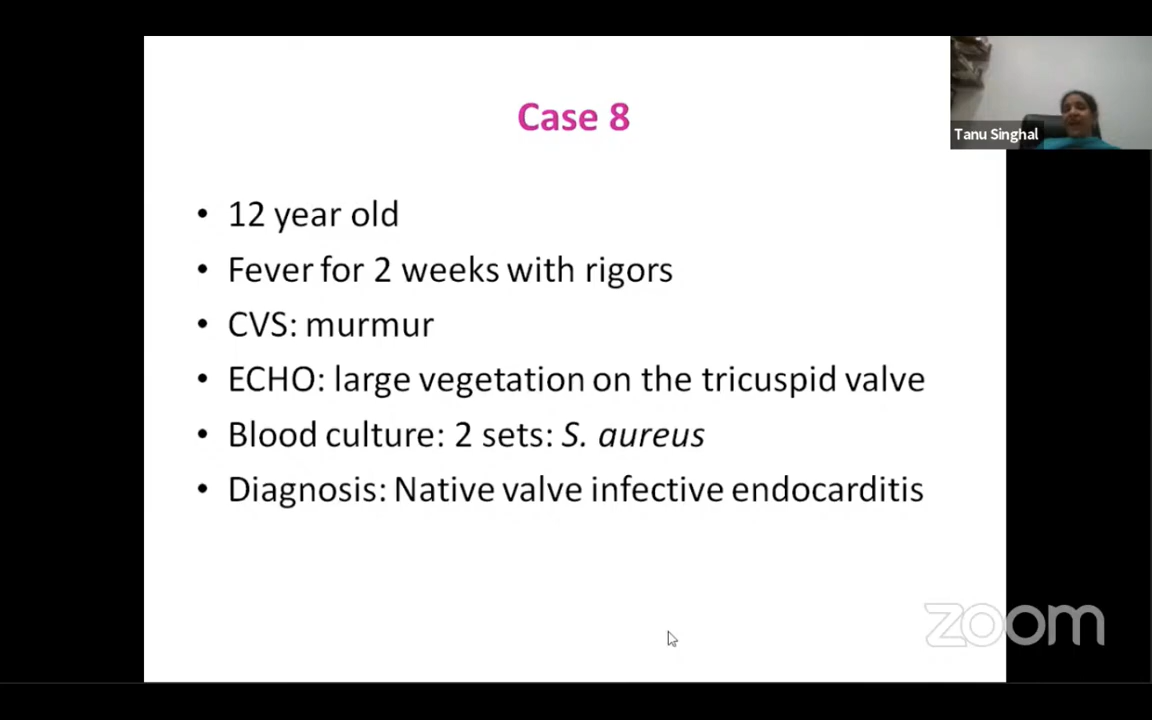 Case 8
Tanu Singhal
• 12 year old
• Fever for 2 weeks with rigors
• CVS: murmur
• ECHO: large vegetation on the tricuspid valve
• Blood culture: 2 sets: S. aureus
• Diagnosis: Native valve infective endocarditis
zoom